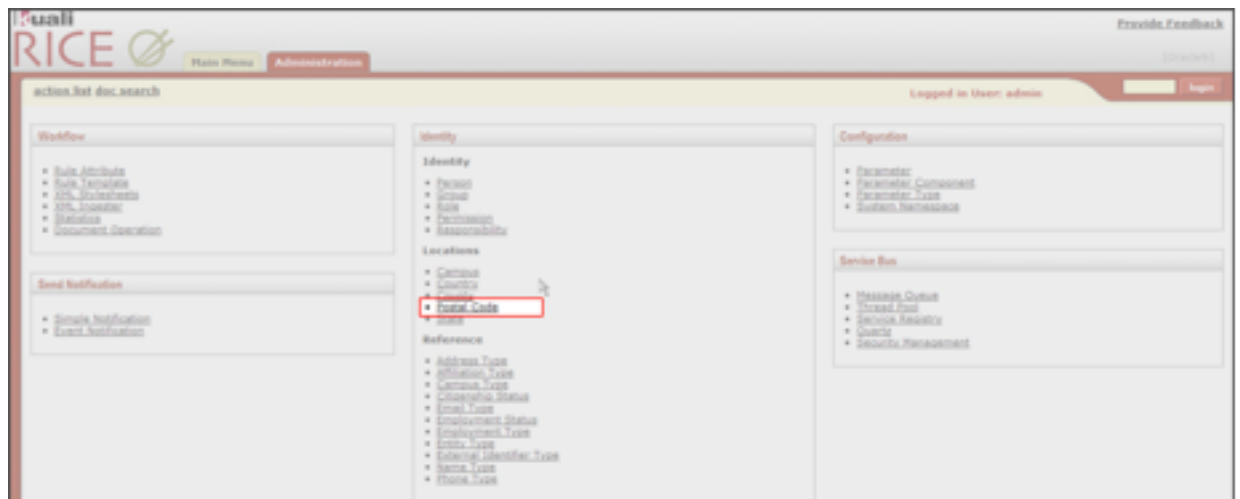 kuali
Provide Feedback
RICE
Main Menu
Administration
action list doc search
Logged in User: admin
login
Workflow
Rule Attribute
Rule Template
XML Stylesheets
XML Ingester
Statistics
Document Operation
Send Notification
Simple Notification
Event Notification
Identity
Identity
Person
Group
Role
Permission
Responsibility
Locations
Campus
Country
County
Postal Code
State
Reference
Address Type
Affiliation Type
Campus Type
Citizenship Status
Email Type
Employment Status
Employment Type
Entity Type
External Identifier Type
Name Type
Phone Type
Configuration
Parameter
Parameter Component
Parameter Type
System Namespace
Service Bus
Message Queue
Thread Pool
Service Registry
Quartz
Security Management